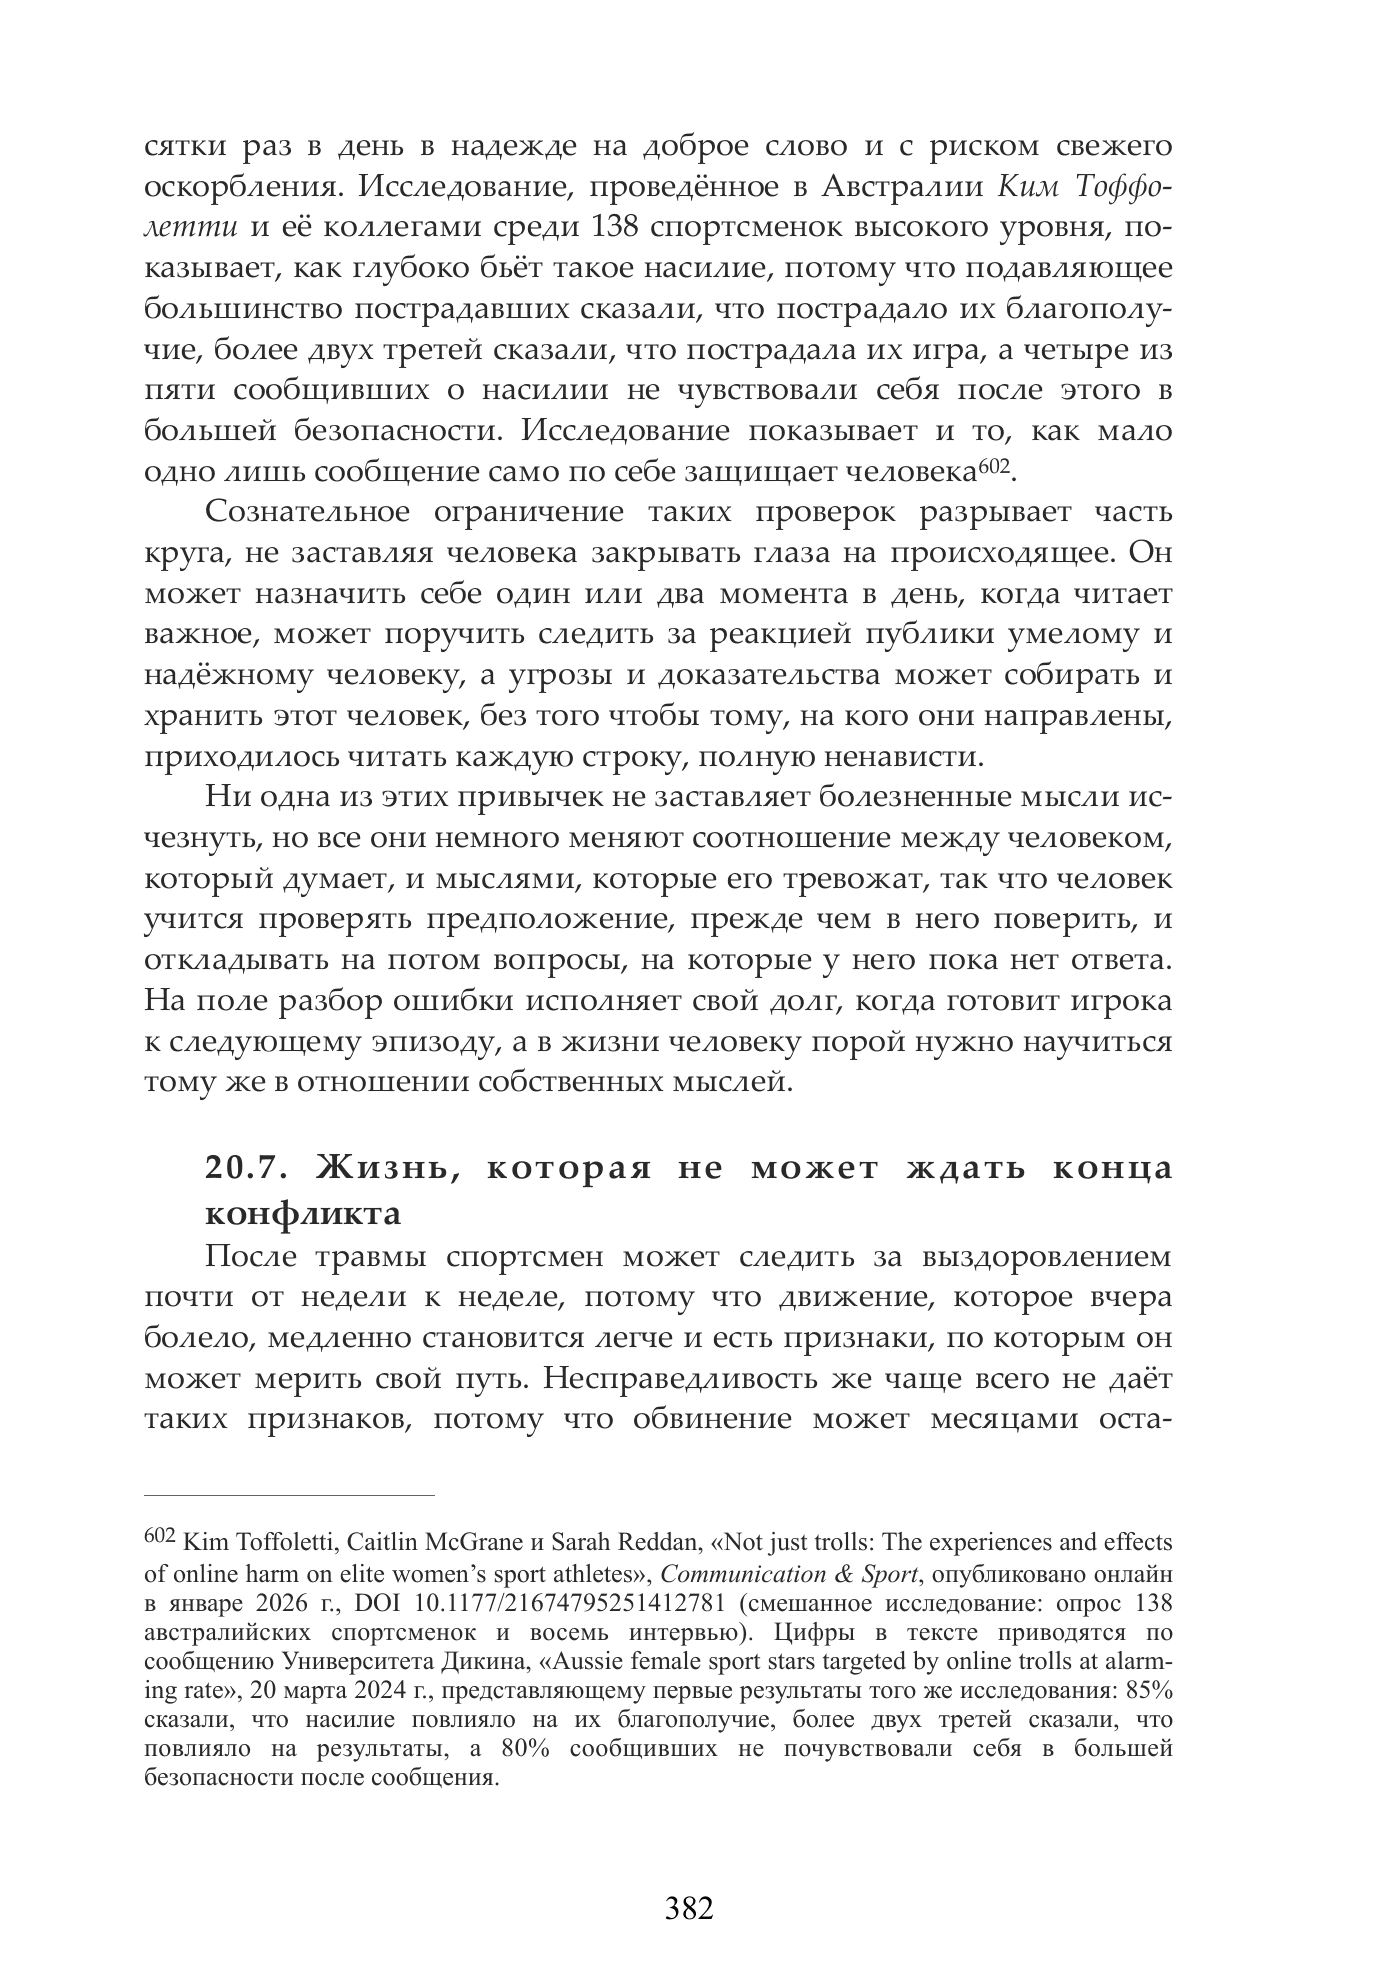 сятки раз в день в надежде на доброе слово и с риском свежего
оскорбления. Исследование, проведённое в Австралии Ким Тоффо-
летти и её коллегами среди 138 спортсменок высокого уровня, по-
казывает, как глубоко бьёт такое насилие, потому что подавляющее
большинство пострадавших сказали, что пострадало их благополу-
чие, более двух третей сказали, что пострадала их игра, а четыре из
пяти сообщивших о насилии не чувствовали себя после этого в
большей безопасности. Исследование показывает и то, как мало
одно лишь сообщение само по себе защищает человека602.
Сознательное ограничение таких проверок разрывает часть
круга, не заставляя человека закрывать глаза на происходящее. Он
может назначить себе один или два момента в день, когда читает
важное, может поручить следить за реакцией публики умелому и
надёжному человеку, а угрозы и доказательства может собирать и
хранить этот человек, без того чтобы тому, на кого они направлены,
приходилось читать каждую строку, полную ненависти.
Ни одна из этих привычек не заставляет болезненные мысли ис-
чезнуть, но все они немного меняют соотношение между человеком,
который думает, и мыслями, которые его тревожат, так что человек
учится проверять предположение, прежде чем в него поверить, и
откладывать на потом вопросы, на которые у него пока нет ответа.
На поле разбор ошибки исполняет свой долг, когда готовит игрока
к следующему эпизоду, а в жизни человеку порой нужно научиться
тому же в отношении собственных мыслей.
20.7. Жизнь, которая не может ждать конца
конфликта
После травмы спортсмен может следить за выздоровлением
почти от недели к неделе, потому что движение, которое вчера
болело, медленно становится легче и есть признаки, по которым он
может мерить свой путь. Несправедливость же чаще всего не даёт
таких признаков, потому что обвинение может месяцами оста-
602 Kim Toffoletti, Caitlin McGrane и Sarah Reddan, «Not just trolls: The experiences and effects
of online harm on elite women’s sport athletes», Communication & Sport, опубликовано онлайн
в январе 2026 г., DOI 10.1177/21674795251412781 (смешанное исследование: опрос 138
австралийских спортсменок и восемь интервью). Цифры в тексте приводятся по
сообщению Университета Дикина, «Aussie female sport stars targeted by online trolls at alarm-
ing rate», 20 марта 2024 г., представляющему первые результаты того же исследования: 85%
сказали, что насилие повлияло на их благополучие, более двух третей сказали, что
повлияло на результаты, а 80% сообщивших не почувствовали себя в большей
безопасности после сообщения.
382